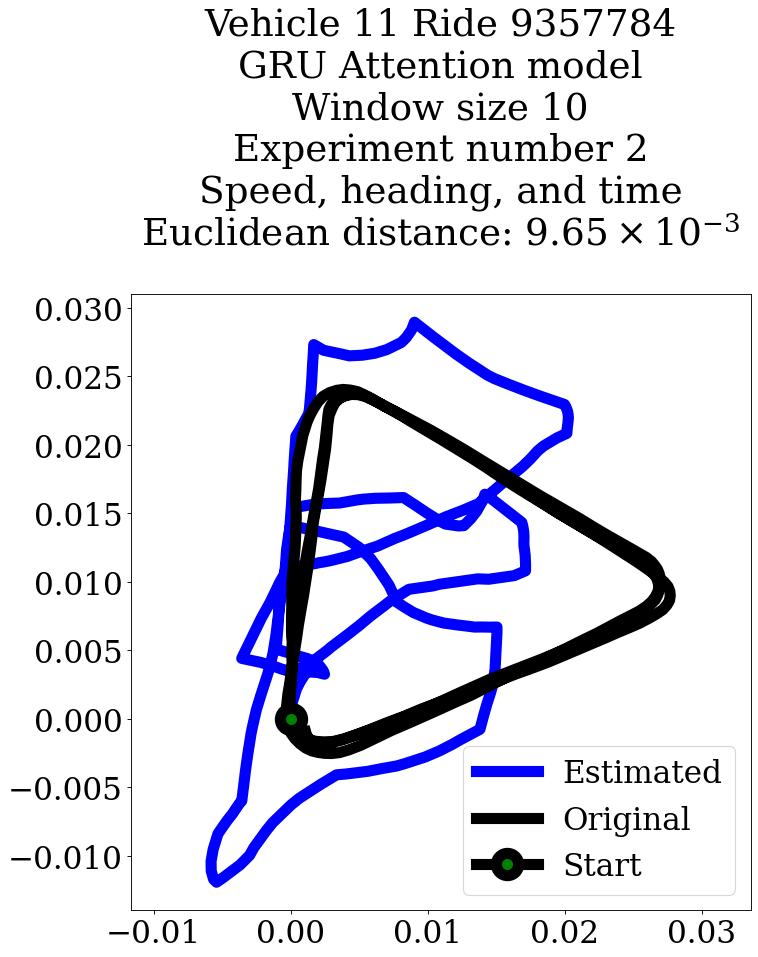 Vehicle 11 Ride 9357784
GRU Attention model
Window size 10
Experiment number 2
Speed, heading, and time
Euclidean distance: 9.65 × 10⁻³
0.030
0.025
0.020
0.015
0.010
0.005
0.000
−0.005
−0.010
Estimated
Original
Start
−0.01 0.00 0.01 0.02 0.03